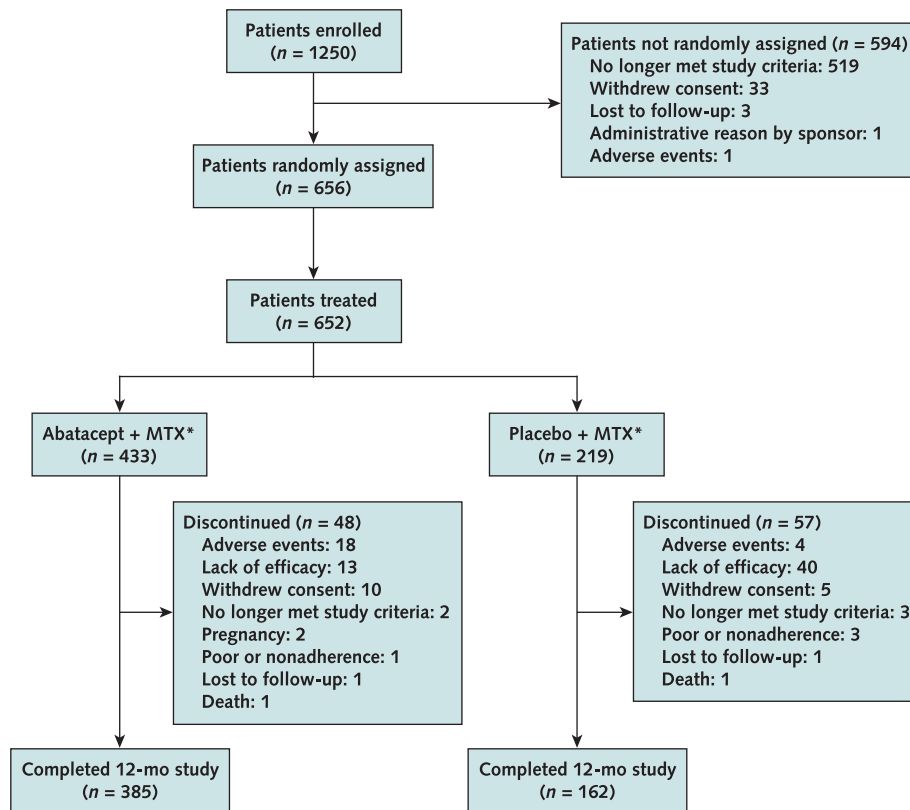 Patients enrolled
(n = 1250)
Patients not randomly assigned (n = 594)
No longer met study criteria: 519
Withdrew consent: 33
Lost to follow-up: 3
Administrative reason by sponsor: 1
Adverse events: 1
Patients randomly assigned
(n = 656)
Patients treated
(n = 652)
Abatacept + MTX*
(n = 433)
Placebo + MTX*
(n = 219)
Discontinued (n = 48)
Adverse events: 18
Lack of efficacy: 13
Withdrew consent: 10
No longer met study criteria: 2
Pregnancy: 2
Poor or nonadherence: 1
Lost to follow-up: 1
Death: 1
Discontinued (n = 57)
Adverse events: 4
Lack of efficacy: 40
Withdrew consent: 5
No longer met study criteria: 3
Poor or nonadherence: 3
Lost to follow-up: 1
Death: 1
Completed 12-mo study
(n = 385)
Completed 12-mo study
(n = 162)